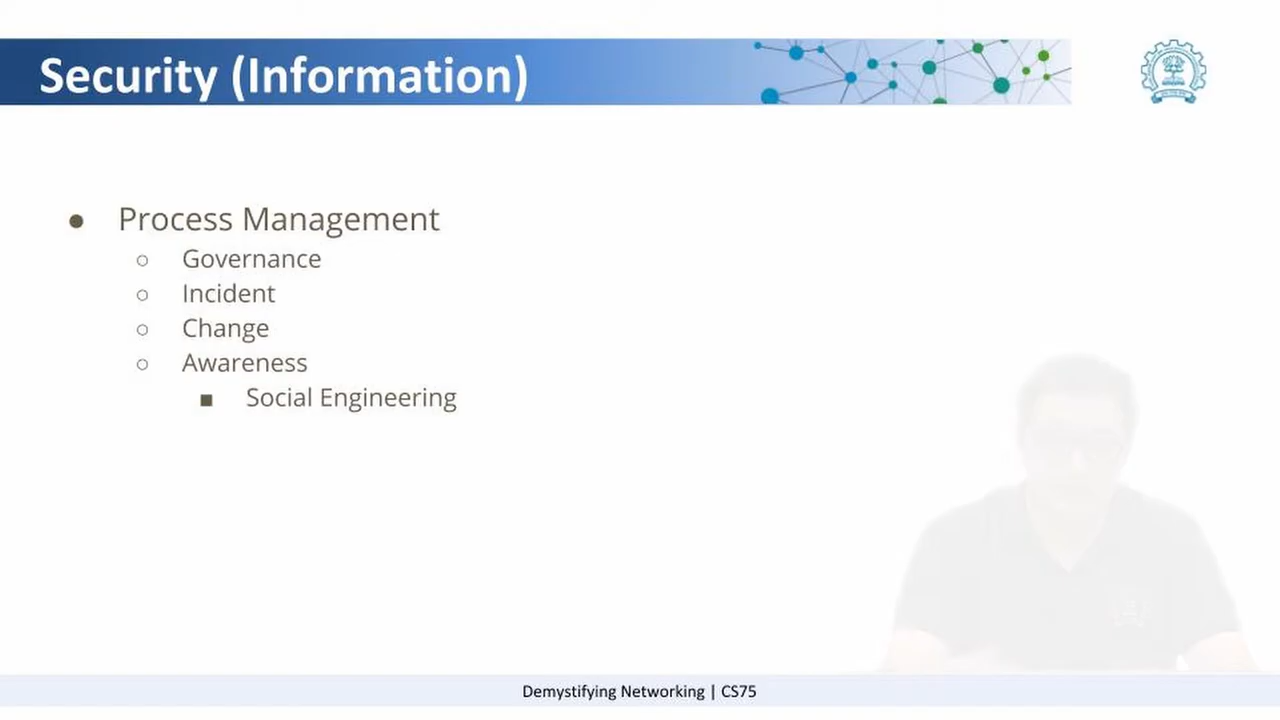 Security (Information)
Process Management
Governance
Incident
Change
Awareness
Social Engineering
Demystifying Networking | CS75